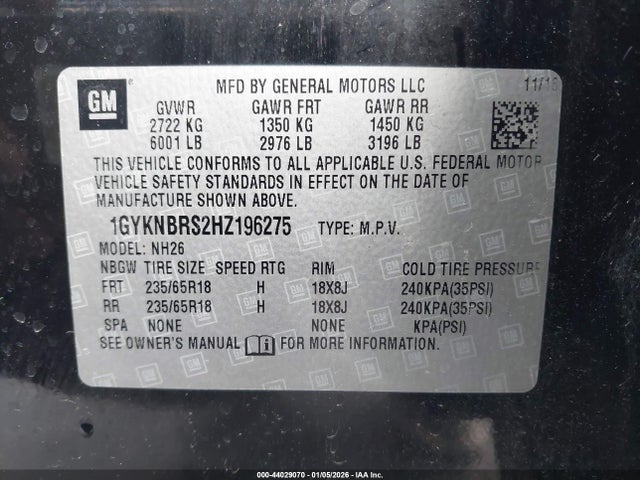 GM
MFD BY GENERAL MOTORS LLC 11/16
GVWR GAWR FRT GAWR RR
2722 KG 1350 KG 1450 KG
6001 LB 2976 LB 3196 LB
THIS VEHICLE CONFORMS TO ALL APPLICABLE U.S. FEDERAL MOTOR
VEHICLE SAFETY STANDARDS IN EFFECT ON THE DATE OF
MANUFACTURE SHOWN ABOVE.
1GYKNBRS2HZ196275 TYPE: M.P.V.
MODEL: NH26
NBGW TIRE SIZE SPEED RTG RIM COLD TIRE PRESSURE
FRT 235/65R18 H 18X8J 240KPA(35PSI)
RR 235/65R18 H 18X8J 240KPA(35PSI)
SPA NONE NONE KPA(PSI)
SEE OWNER'S MANUAL FOR MORE INFORMATION.
000-44029070 - 01/05/2026 - IAA Inc.